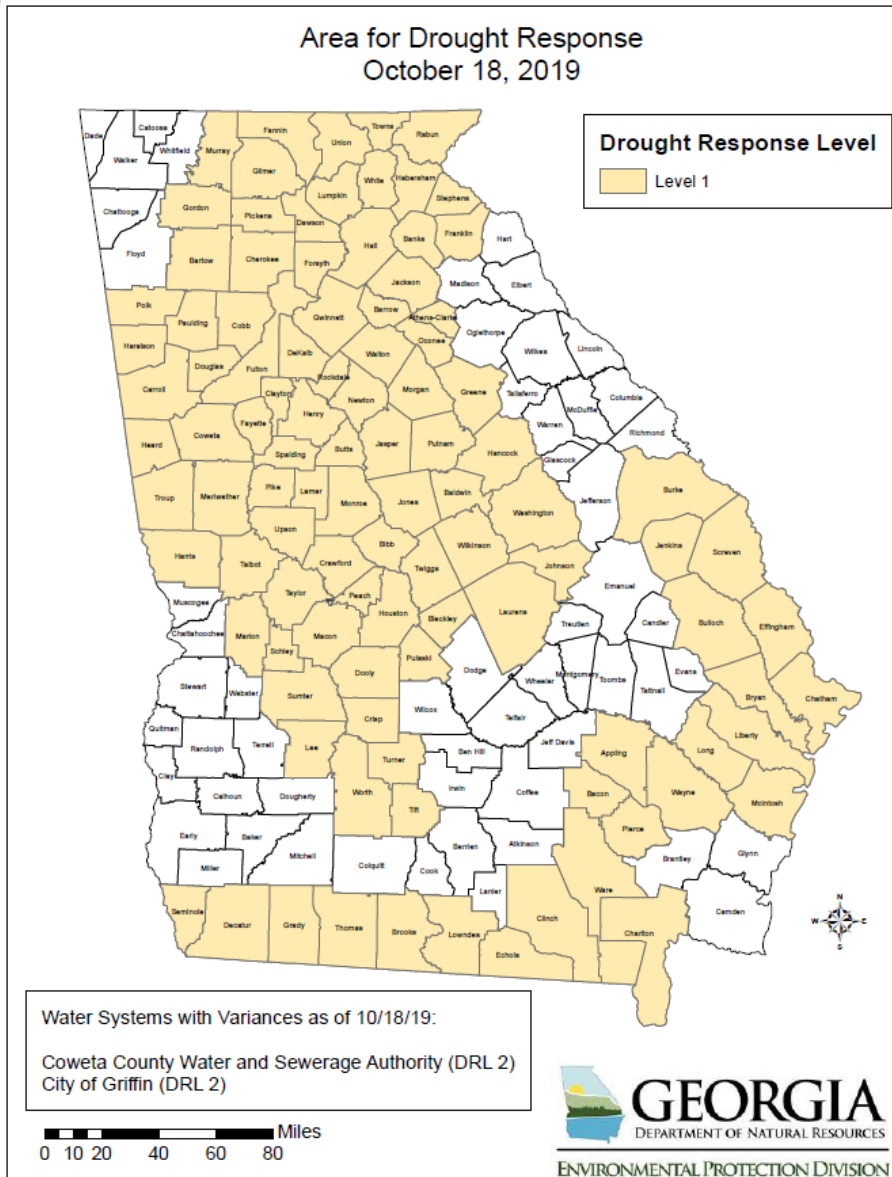 Area for Drought Response
October 18, 2019
Drought Response Level
Level 1
Dade
Catoosa
Walker
Whitfield
Murray
Fannin
Union
Towns
Rabun
Gilmer
Chattooga
Gordon
Pickens
Lumpkin
White
Habersham
Stephens
Dawson
Floyd
Bartow
Cherokee
Forsyth
Hall
Banks
Franklin
Hart
Jackson
Madison
Elbert
Polk
Paulding
Cobb
Gwinnett
Barrow
Athens-Clarke
Oconee
Oglethorpe
Wilkes
Lincoln
Haralson
Douglas
Fulton
DeKalb
Rockdale
Walton
Carroll
Clayton
Henry
Newton
Morgan
Greene
Taliaferro
McDuffie
Columbia
Warren
Richmond
Heard
Coweta
Fayette
Spalding
Butts
Jasper
Putnam
Hancock
Glascock
Jefferson
Burke
Troup
Meriwether
Pike
Lamar
Monroe
Jones
Baldwin
Washington
Upson
Bibb
Wilkinson
Jenkins
Screven
Harris
Talbot
Crawford
Twiggs
Johnson
Emanuel
Muscogee
Taylor
Peach
Houston
Bleckley
Laurens
Treutlen
Candler
Bulloch
Effingham
Chattahoochee
Marion
Macon
Schley
Pulaski
Dooly
Dodge
Wheeler
Montgomery
Toombs
Tattnall
Evans
Bryan
Chatham
Stewart
Webster
Sumter
Crisp
Wilcox
Telfair
Quitman
Randolph
Terrell
Lee
Turner
Ben Hill
Jeff Davis
Appling
Long
Liberty
Clay
Calhoun
Dougherty
Worth
Tift
Irwin
Coffee
Bacon
Wayne
McIntosh
Early
Baker
Mitchell
Miller
Colquitt
Cook
Berrien
Atkinson
Pierce
Brantley
Glynn
Lanier
Ware
Camden
Seminole
Decatur
Grady
Thomas
Brooks
Lowndes
Clinch
Echols
Charlton
N
W
E
S
Water Systems with Variances as of 10/18/19:
Coweta County Water and Sewerage Authority (DRL 2)
City of Griffin (DRL 2)
Miles
0 10 20 40 60 80
GEORGIA
DEPARTMENT OF NATURAL RESOURCES
ENVIRONMENTAL PROTECTION DIVISION